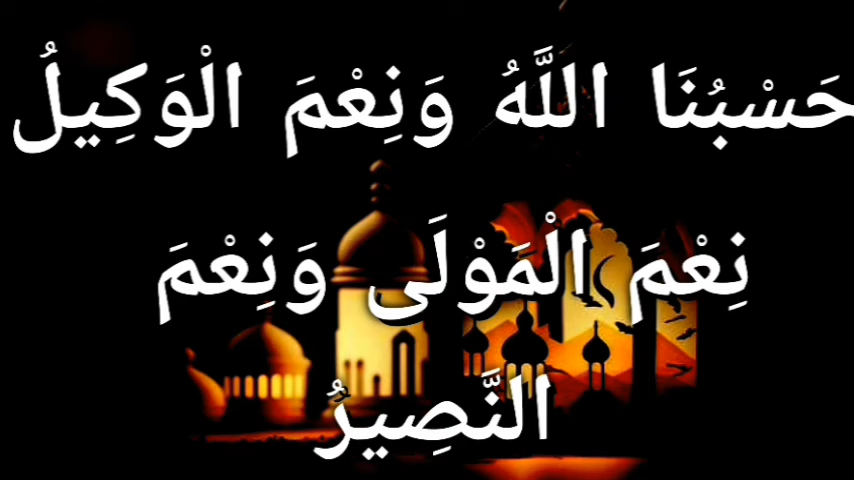 حَسْبُنَا اللَّهُ وَنِعْمَ الْوَكِيلُ
نِعْمَ الْمَوْلَى وَنِعْمَ
النَّصِيرُ